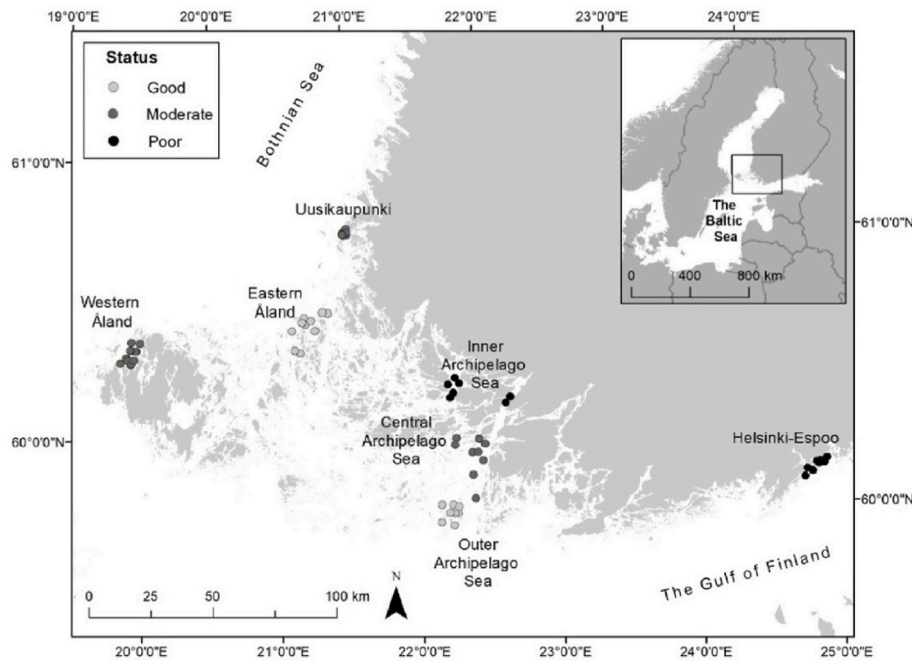 19°0'0"E 20°0'0"E 21°0'0"E 22°0'0"E 23°0'0"E 24°0'0"E
Status
Good
Moderate
Poor
Bothnian Sea
61°0'0"N
61°0'0"N
The
Baltic
Sea
0 400 800 km
Uusikaupunki
Eastern
Åland
Western
Åland
Inner
Archipelago
Sea
Central
Archipelago
Sea
60°0'0"N
Helsinki-Espoo
60°0'0"N
Outer
Archipelago
Sea
The Gulf of Finland
N
0 25 50 100 km
20°0'0"E 21°0'0"E 22°0'0"E 23°0'0"E 24°0'0"E 25°0'0"E